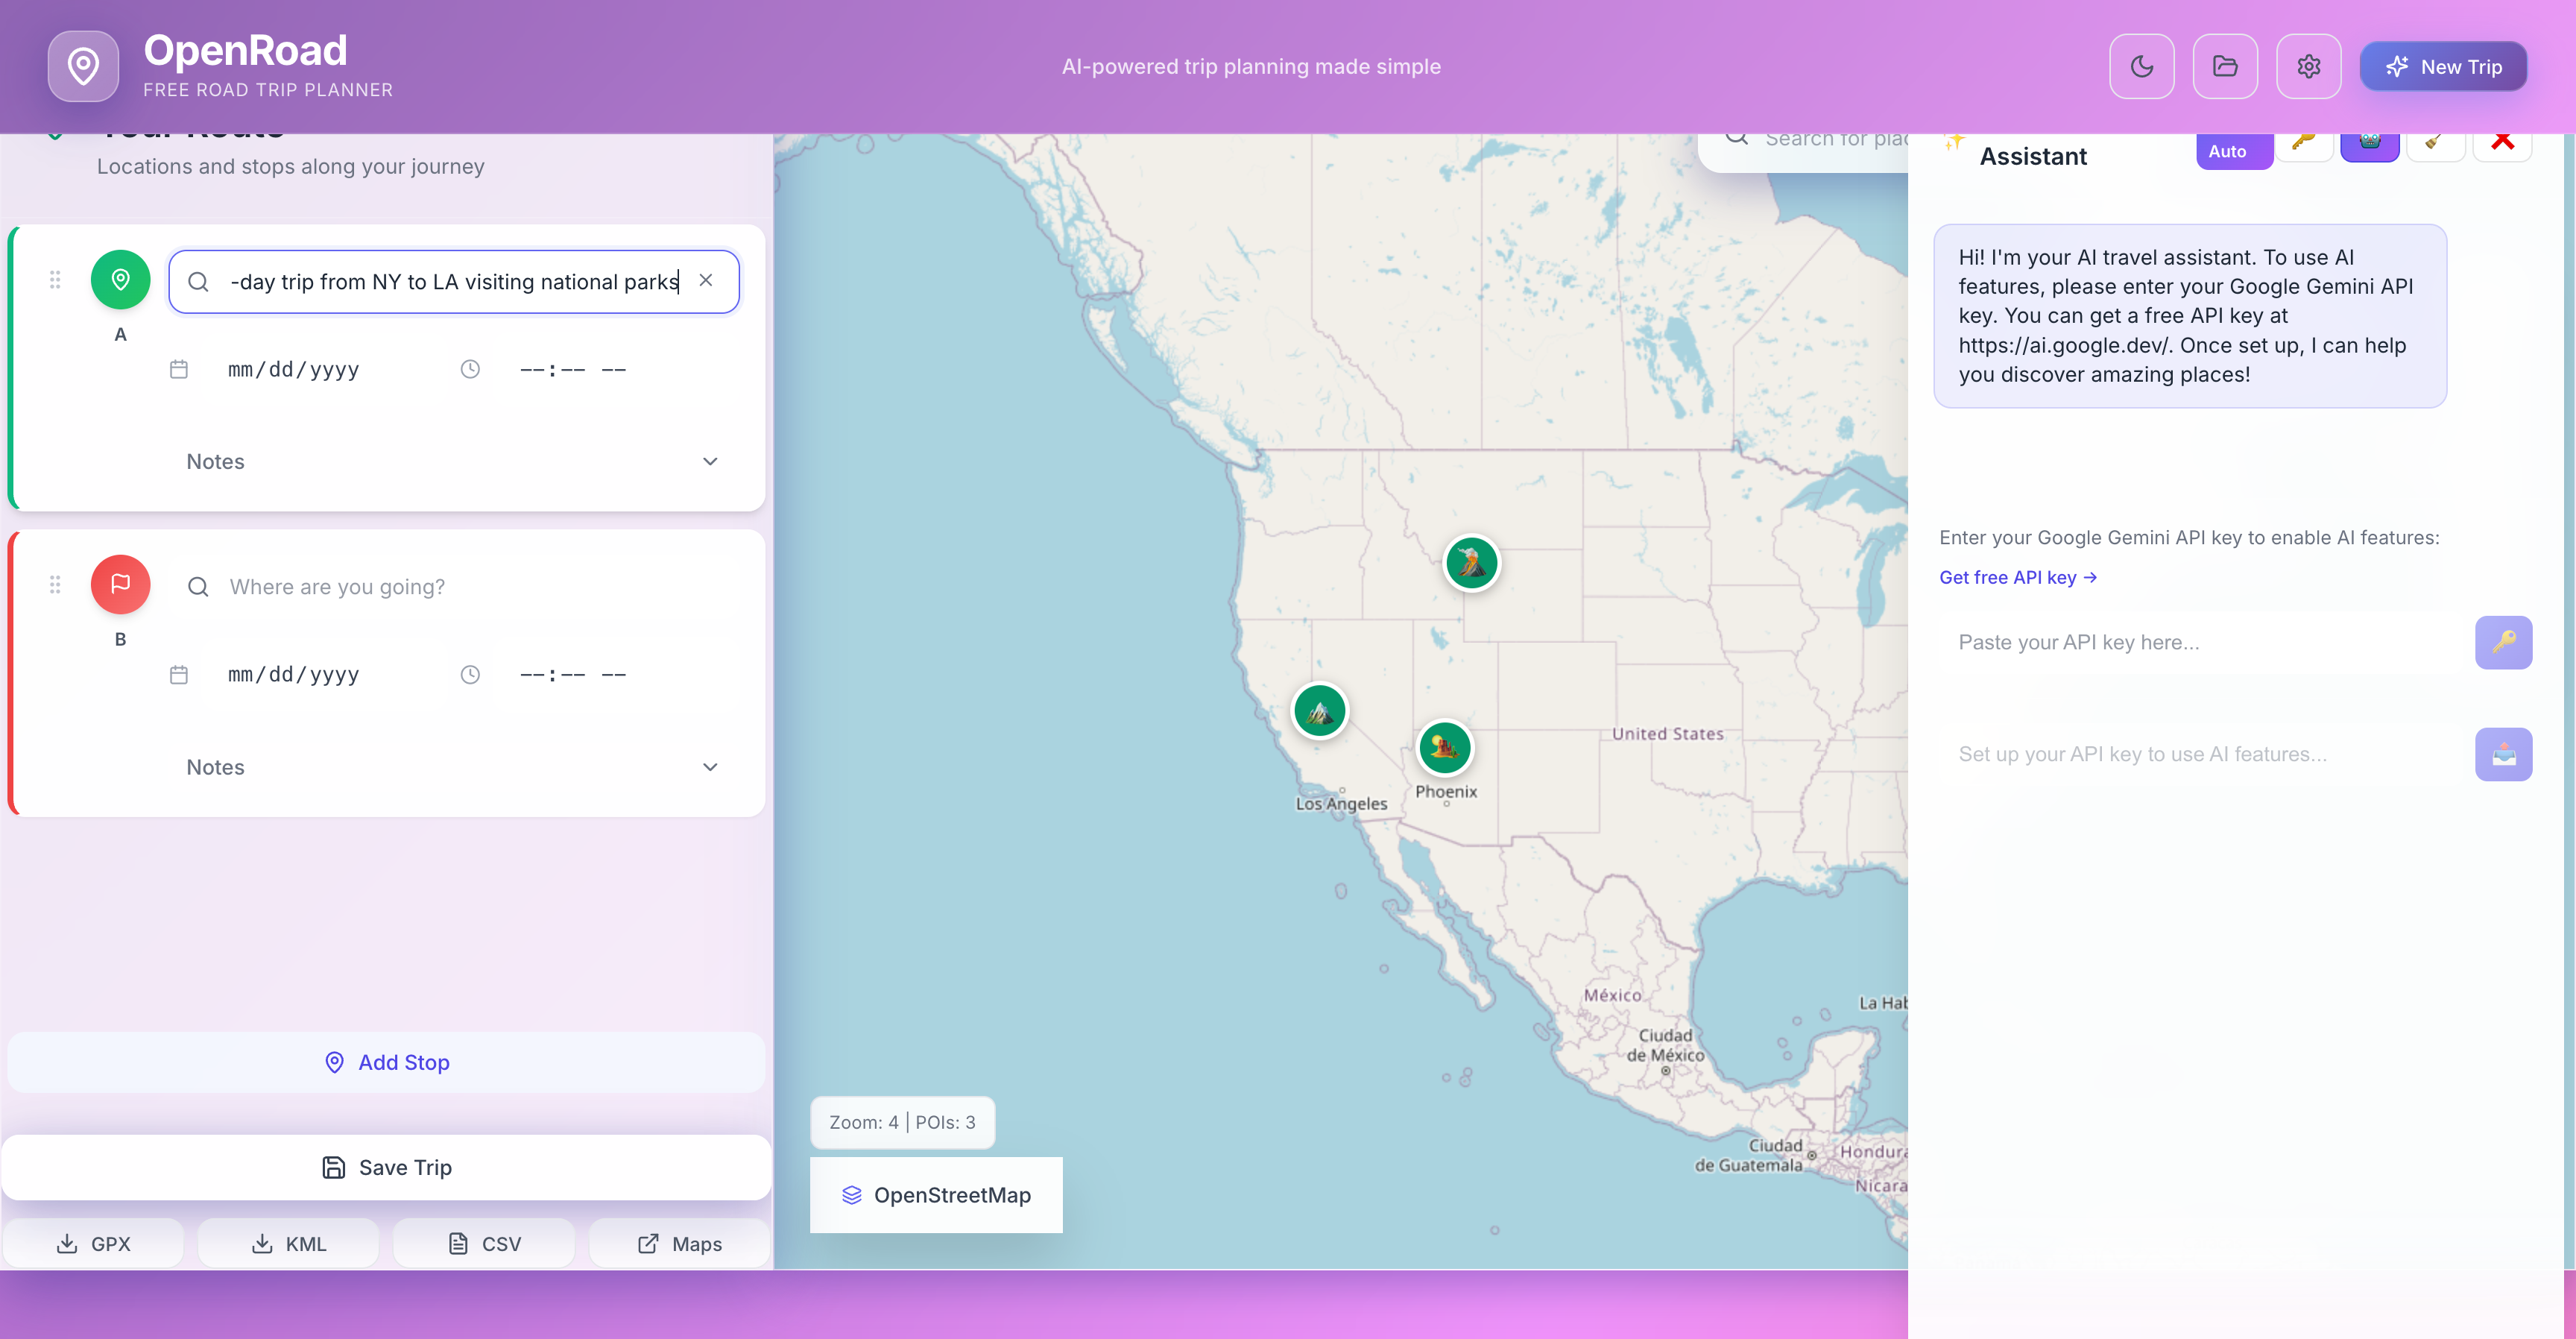 OpenRoad
FREE ROAD TRIP PLANNER
AI-powered trip planning made simple
New Trip
Your Route
Locations and stops along your journey
-day trip from NY to LA visiting national parks
A
mm/dd/yyyy
--:-- --
Notes
Where are you going?
B
mm/dd/yyyy
--:-- --
Notes
Add Stop
Save Trip
GPX
KML
CSV
Maps
Search for plac
United States
Los Angeles
Phoenix
México
La Hab
Ciudad
de México
Ciudad
de Guatemala
Hondura
Nicara
Zoom: 4 | POIs: 3
OpenStreetMap
Assistant
Auto
Hi! I'm your AI travel assistant. To use AI
features, please enter your Google Gemini API
key. You can get a free API key at
https://ai.google.dev/. Once set up, I can help
you discover amazing places!
Enter your Google Gemini API key to enable AI features:
Get free API key →
Paste your API key here...
Set up your API key to use AI features...